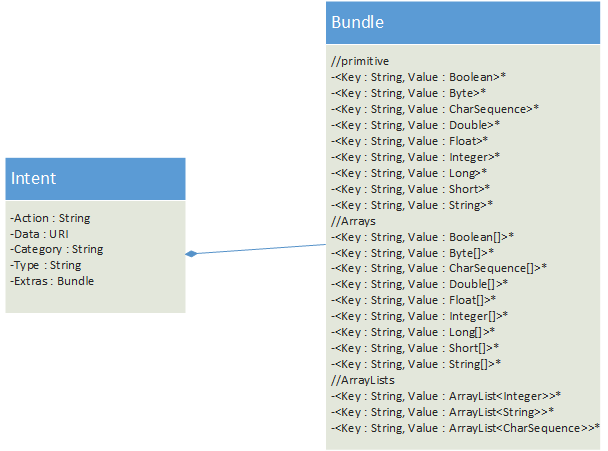 Intent
-Action : String
-Data : URI
-Category : String
-Type : String
-Extras : Bundle
Bundle
//primitive
-<Key : String, Value : Boolean>*
-<Key : String, Value : Byte>*
-<Key : String, Value : CharSequence>*
-<Key : String, Value : Double>*
-<Key : String, Value : Float>*
-<Key : String, Value : Integer>*
-<Key : String, Value : Long>*
-<Key : String, Value : Short>*
-<Key : String, Value : String>*
//Arrays
-<Key : String, Value : Boolean[]>*
-<Key : String, Value : Byte[]>*
-<Key : String, Value : CharSequence[]>*
-<Key : String, Value : Double[]>*
-<Key : String, Value : Float[]>*
-<Key : String, Value : Integer[]>*
-<Key : String, Value : Long[]>*
-<Key : String, Value : Short[]>*
-<Key : String, Value : String[]>*
//ArrayLists
-<Key : String, Value : ArrayList<Integer>>*
-<Key : String, Value : ArrayList<String>>*
-<Key : String, Value : ArrayList<CharSequence>>*